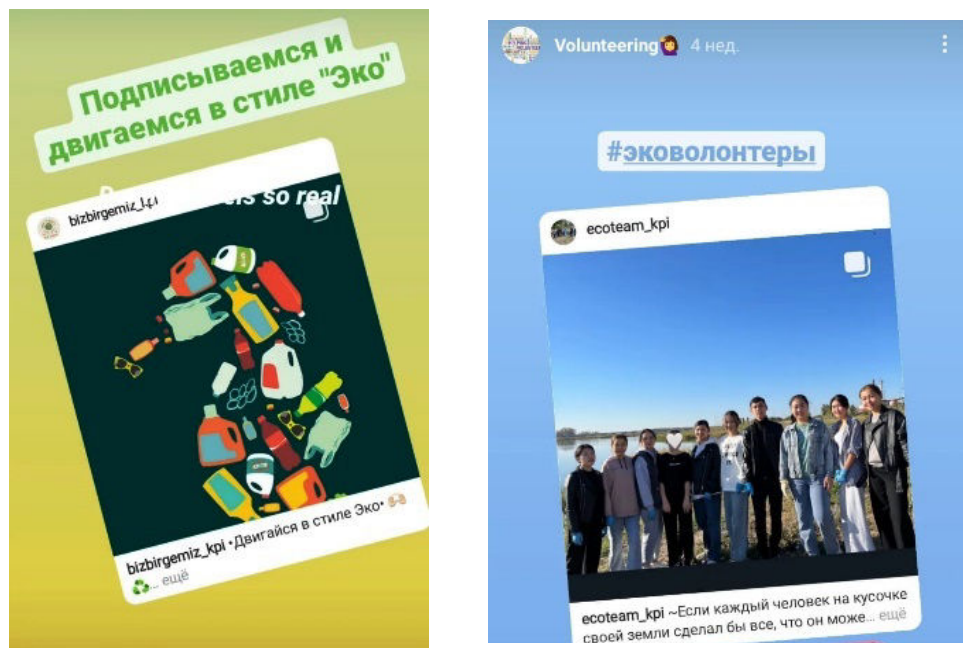 Подписываемся и
двигаемся в стиле "Эко"
so real
bizbirgemiz_kpi
bizbirgemiz_kpi •Двигайся в стиле Эко•
... ещё
Volunteering 4 нед.
#эковолонтеры
ecoteam_kpi
ecoteam_kpi ~Если каждый человек на кусочке
своей земли сделал бы все, что он може... ещё